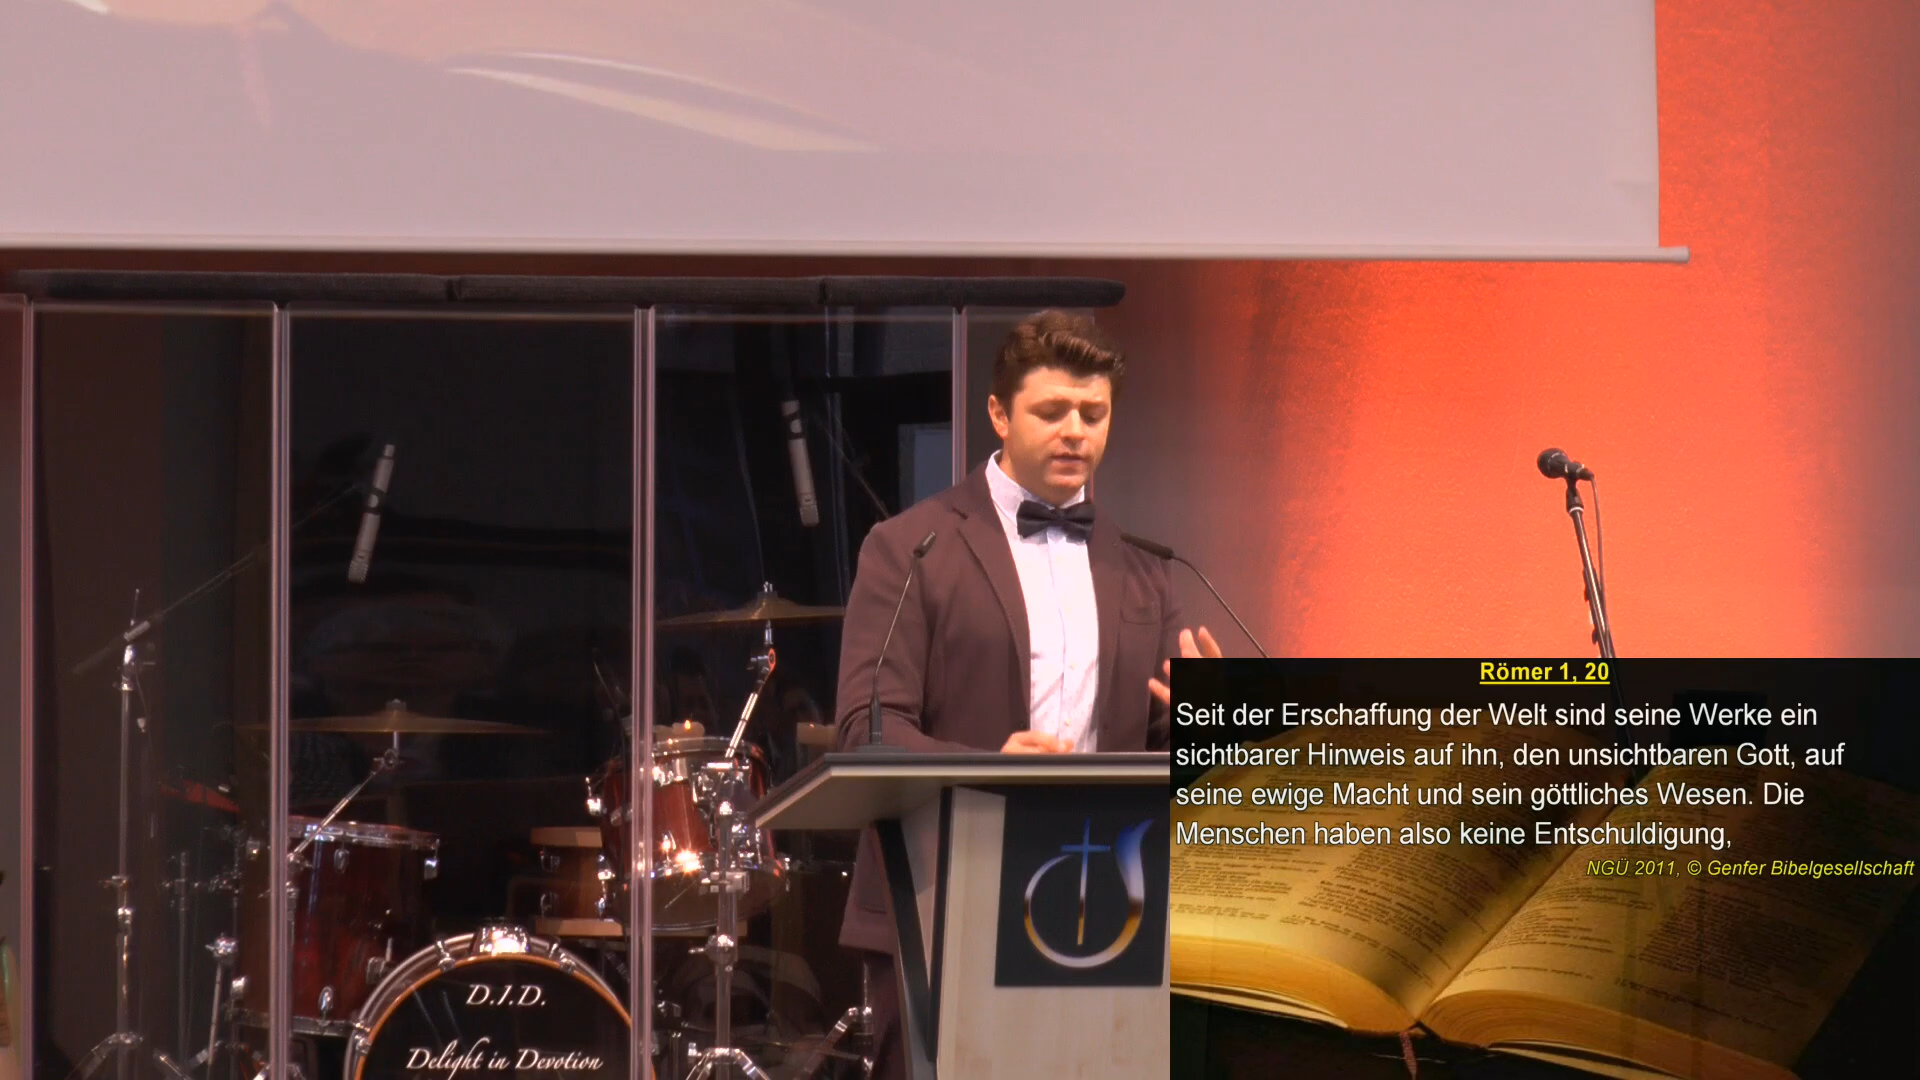 D.I.D.
Delight in Devotion
Römer 1, 20
Seit der Erschaffung der Welt sind seine Werke ein
sichtbarer Hinweis auf ihn, den unsichtbaren Gott, auf
seine ewige Macht und sein göttliches Wesen. Die
Menschen haben also keine Entschuldigung,
NGÜ 2011, © Genfer Bibelgesellschaft